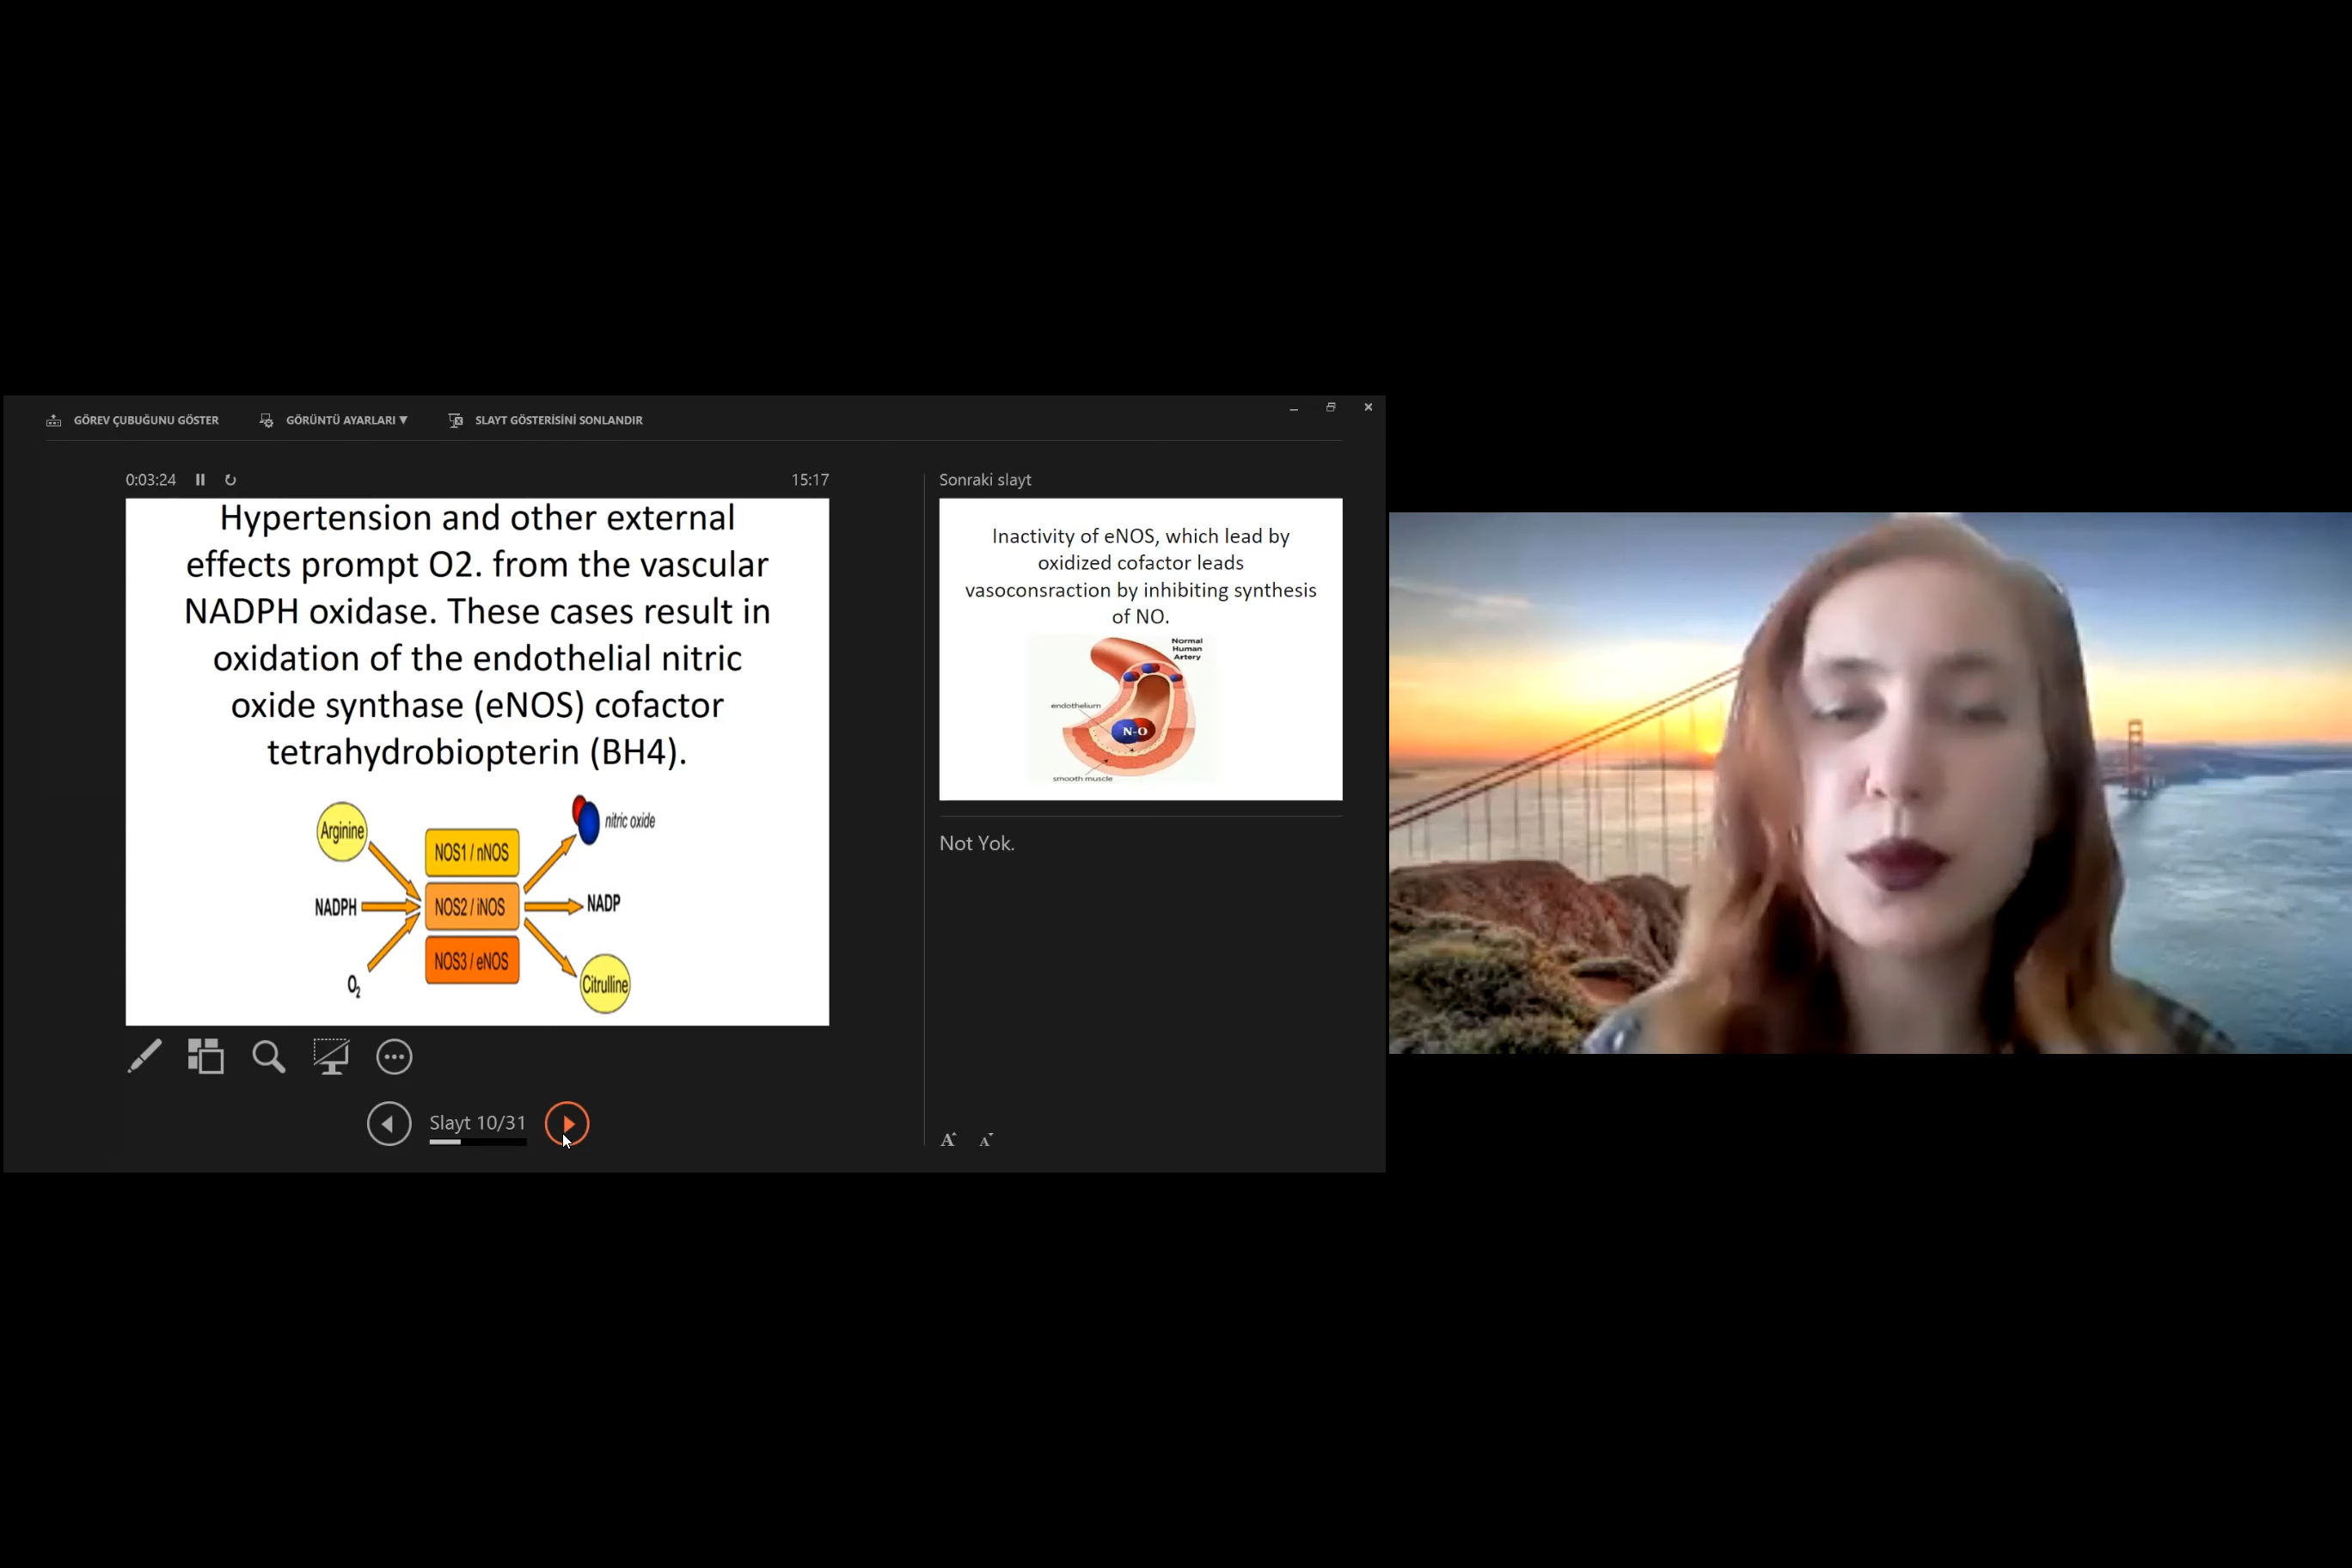 GÖREV ÇUBUĞUNU GÖSTER
GÖRÜNTÜ AYARLARI ▼
SLAYT GÖSTERİSİNİ SONLANDIR
0:03:24
15:17
Hypertension and other external
effects prompt O2. from the vascular
NADPH oxidase. These cases result in
oxidation of the endothelial nitric
oxide synthase (eNOS) cofactor
tetrahydrobiopterin (BH4).
Arginine
NADPH
O2
NOS1 / nNOS
NOS2 / iNOS
NOS3 / eNOS
nitric oxide
NADP
Citrulline
Slayt 10/31
Sonraki slayt
Inactivity of eNOS, which lead by
oxidized cofactor leads
vasoconsraction by inhibiting synthesis
of NO.
Normal
Human
Artery
endothelium
N-O
smooth muscle
Not Yok.
A A